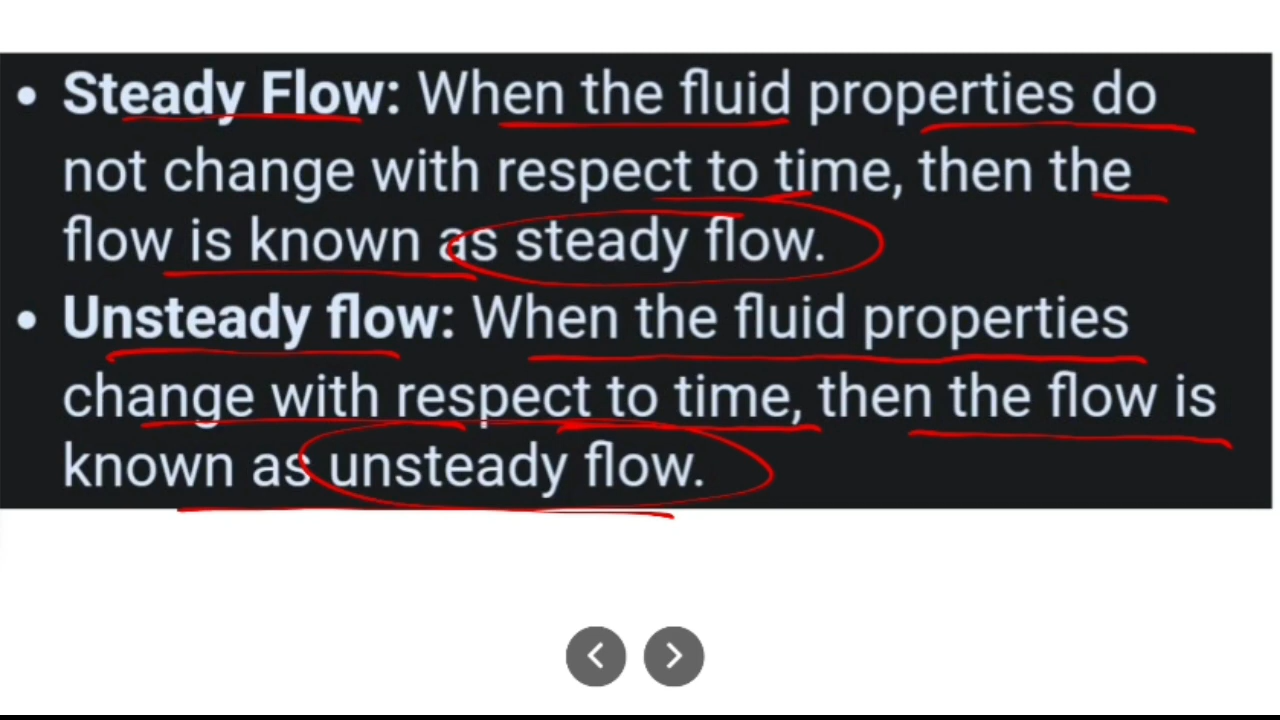 • Steady Flow: When the fluid properties do
not change with respect to time, then the
flow is known as steady flow.
• Unsteady flow: When the fluid properties
change with respect to time, then the flow is
known as unsteady flow.